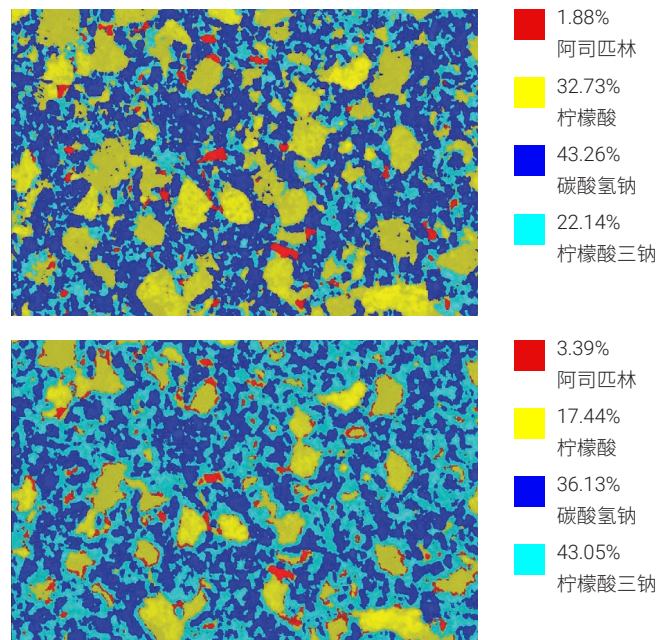 1.88%
阿司匹林
32.73%
柠檬酸
43.26%
碳酸氢钠
22.14%
柠檬酸三钠
3.39%
阿司匹林
17.44%
柠檬酸
36.13%
碳酸氢钠
43.05%
柠檬酸三钠